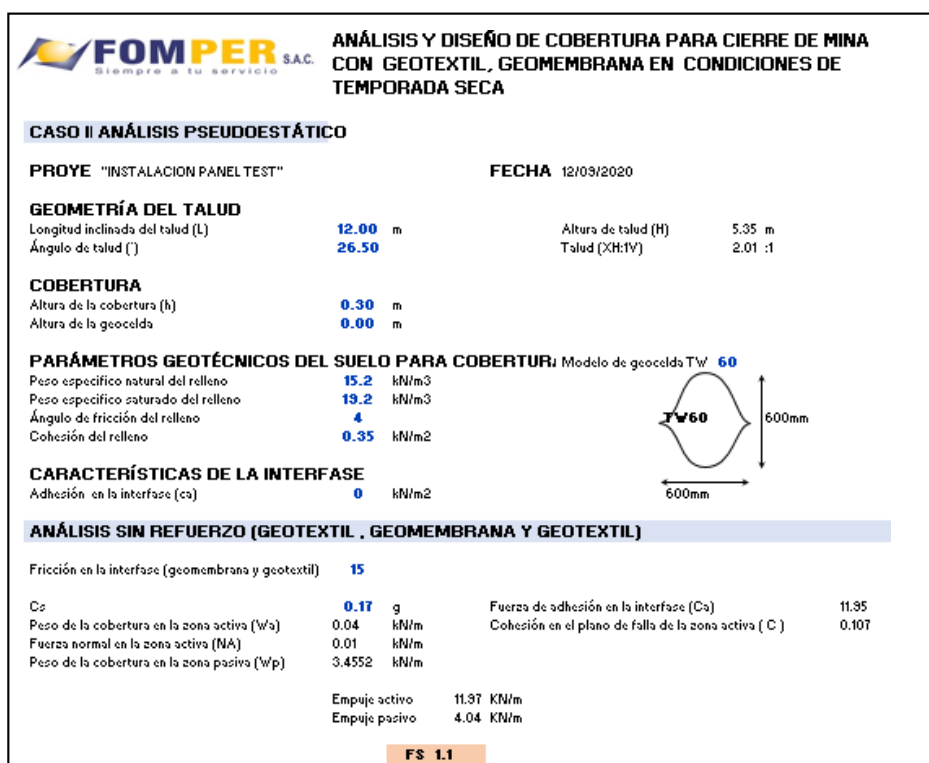 FOMPER S.A.C.
Siempre a tu servicio
ANÁLISIS Y DISEÑO DE COBERTURA PARA CIERRE DE MINA
CON GEOTEXTIL, GEOMEMBRANA EN CONDICIONES DE
TEMPORADA SECA
CASO II ANÁLISIS PSEUDOESTÁTICO
PROYE "INSTALACION PANEL TEST" FECHA 12/09/2020
GEOMETRÍA DEL TALUD
Longitud inclinada del talud (L) 12.00 m Altura de talud (H) 5.35 m
Ángulo de talud (°) 26.50 Talud (XH:1V) 2.01 :1
COBERTURA
Altura de la cobertura (h) 0.30 m
Altura de la geocelda 0.00 m
PARÁMETROS GEOTÉCNICOS DEL SUELO PARA COBERTUR Modelo de geocelda TW 60
Peso especifico natural del relleno 15.2 kN/m3
Peso especifico saturado del relleno 19.2 kN/m3
Ángulo de fricción del relleno 4
Cohesión del relleno 0.35 kN/m2
TW60
600mm
600mm
CARACTERÍSTICAS DE LA INTERFASE
Adhesión en la interfase (ca) 0 kN/m2
ANÁLISIS SIN REFUERZO (GEOTEXTIL , GEOMEMBRANA Y GEOTEXTIL)
Fricción en la interfase (geomembrana y geotextil) 15
Cs 0.17 g Fuerza de adhesión en la interfase (Ca) 11.95
Peso de la cobertura en la zona activa (Wa) 0.04 kN/m Cohesión en el plano de falla de la zona activa ( C ) 0.107
Fuerza normal en la zona activa (NA) 0.01 kN/m
Peso de la cobertura en la zona pasiva (Wp) 3.4552 kN/m
Empuje activo 11.97 KN/m
Empuje pasivo 4.04 KN/m
FS 1.1